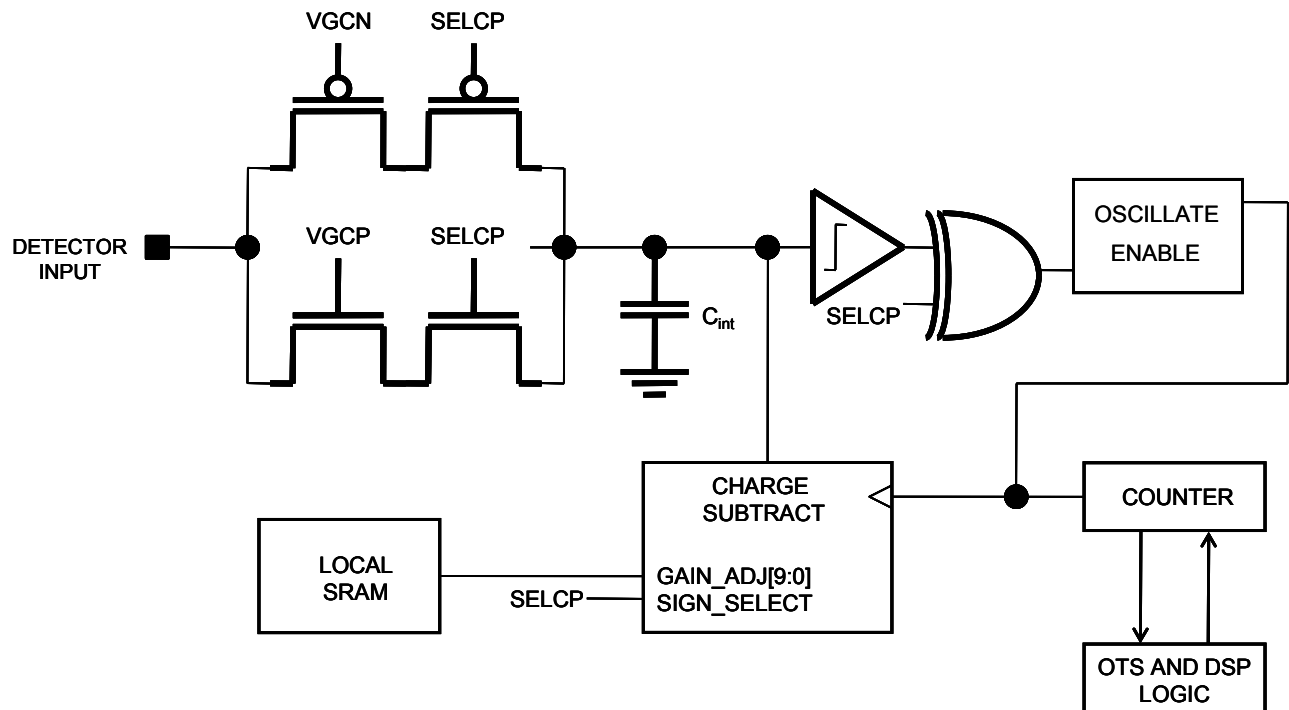 VGCN SELCP
DETECTOR
INPUT
VGCP SELCP
C_int
SELCP
OSCILLATE
ENABLE
CHARGE
SUBTRACT
GAIN_ADJ[9:0]
SIGN_SELECT
LOCAL
SRAM
SELCP
COUNTER
OTS AND DSP
LOGIC